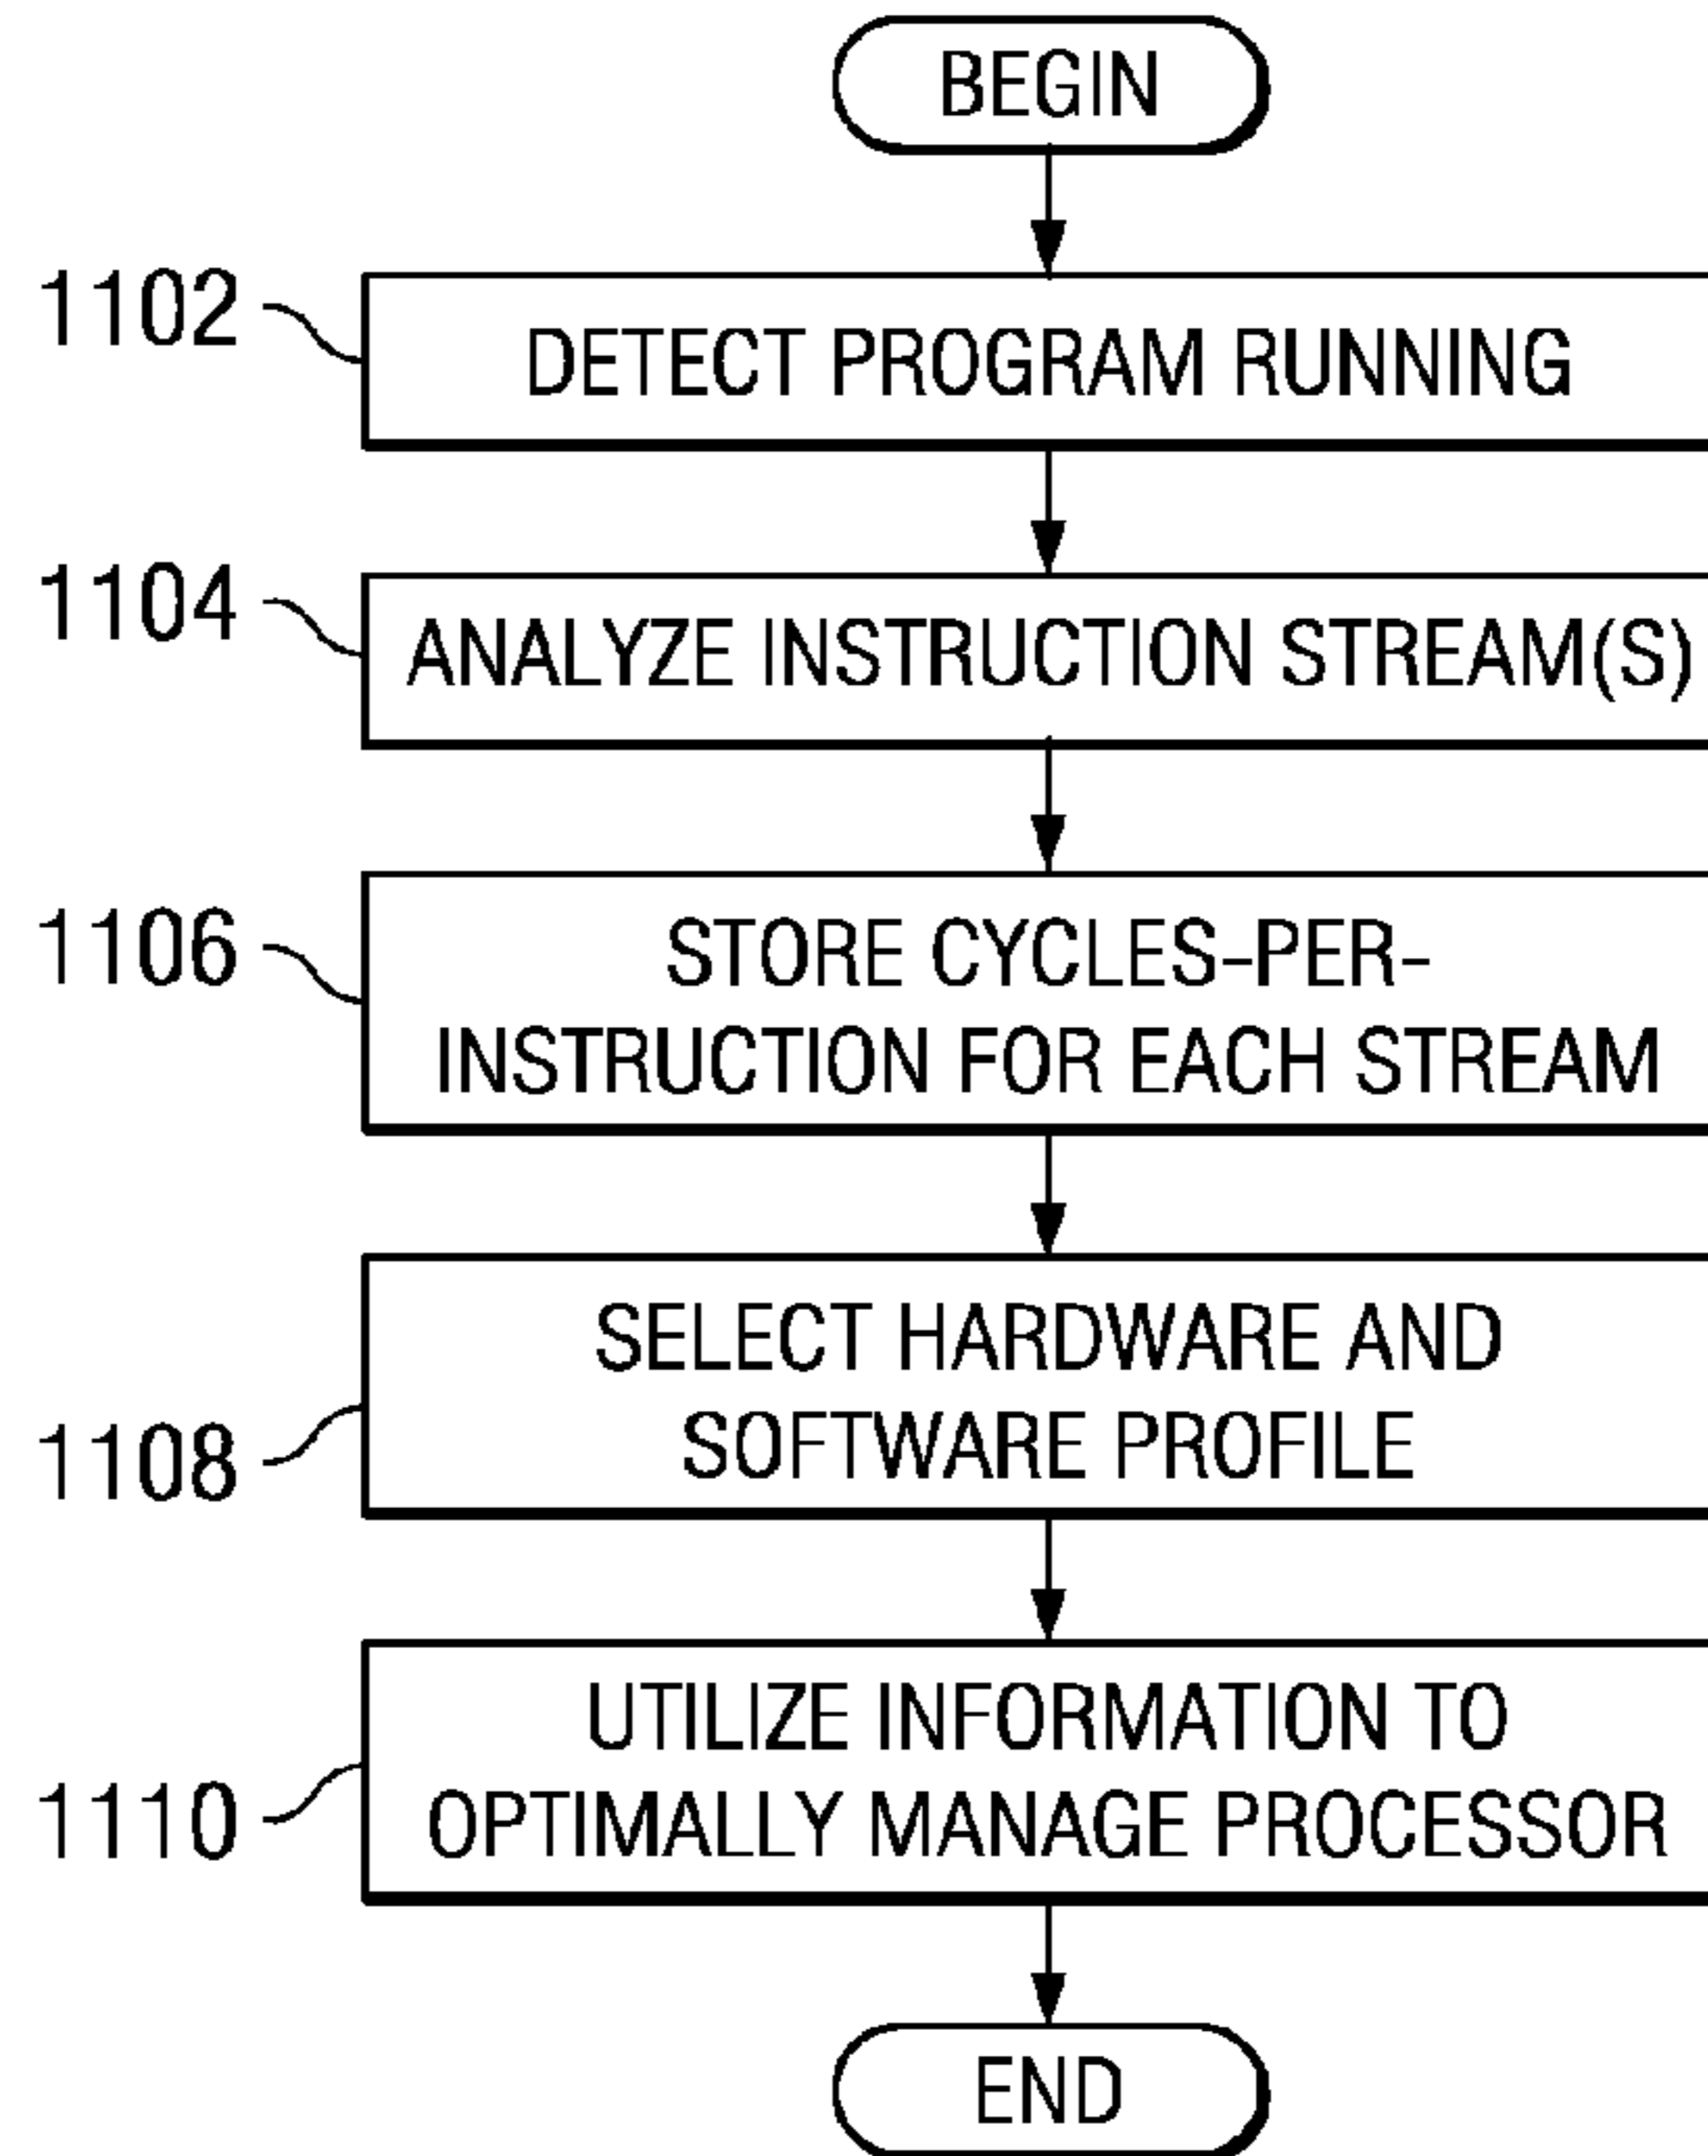 BEGIN
1102
DETECT PROGRAM RUNNING
1104
ANALYZE INSTRUCTION STREAM(S)
1106
STORE CYCLES-PER-
INSTRUCTION FOR EACH STREAM
1108
SELECT HARDWARE AND
SOFTWARE PROFILE
1110
UTILIZE INFORMATION TO
OPTIMALLY MANAGE PROCESSOR
END